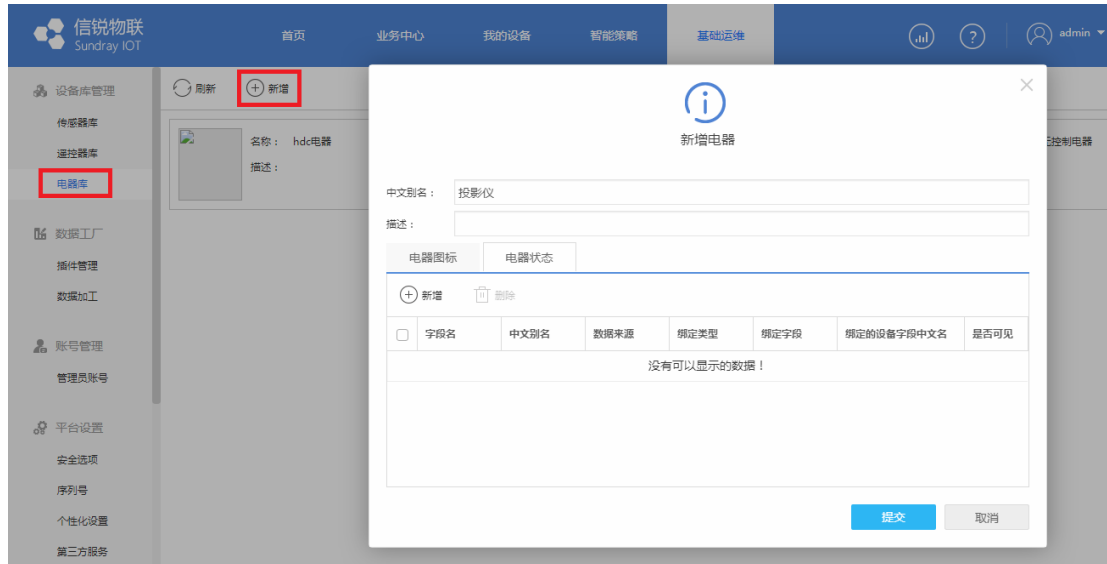 信锐物联
Sundray IOT
首页
业务中心
我的设备
智能策略
基础运维
admin
设备库管理
传感器库
遥控器库
电器库
数据工厂
插件管理
数据加工
账号管理
管理员账号
平台设置
安全选项
序列号
个性化设置
第三方服务
刷新
新增
名称： hdc电器
描述：
控制电器
新增电器
中文别名： 投影仪
描述：
电器图标
电器状态
新增
删除
字段名 中文别名 数据来源 绑定类型 绑定字段 绑定的设备字段中文名 是否可见
没有可以显示的数据！
提交
取消